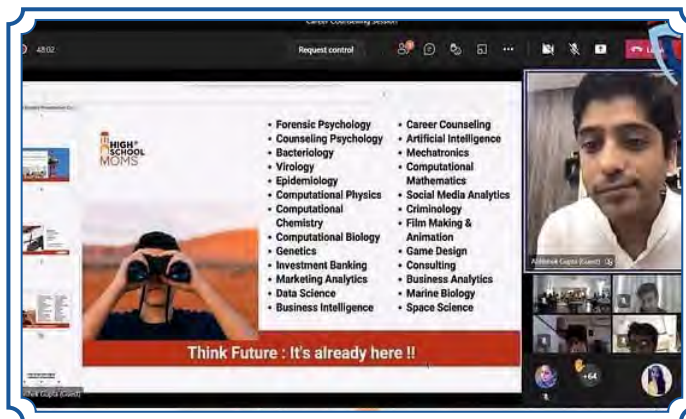 Career Counselling Session
48:02
Request control
HIGH
SCHOOL
MOMS
• Forensic Psychology
• Counseling Psychology
• Bacteriology
• Virology
• Epidemiology
• Computational Physics
• Computational
Chemistry
• Computational Biology
• Genetics
• Investment Banking
• Marketing Analytics
• Data Science
• Business Intelligence
• Career Counseling
• Artificial Intelligence
• Mechatronics
• Computational
Mathematics
• Social Media Analytics
• Criminology
• Film Making &
Animation
• Game Design
• Consulting
• Business Analytics
• Marine Biology
• Space Science
Think Future : It's already here !!
Abhishek Gupta (Guest)
+64
Gupta (Guest)